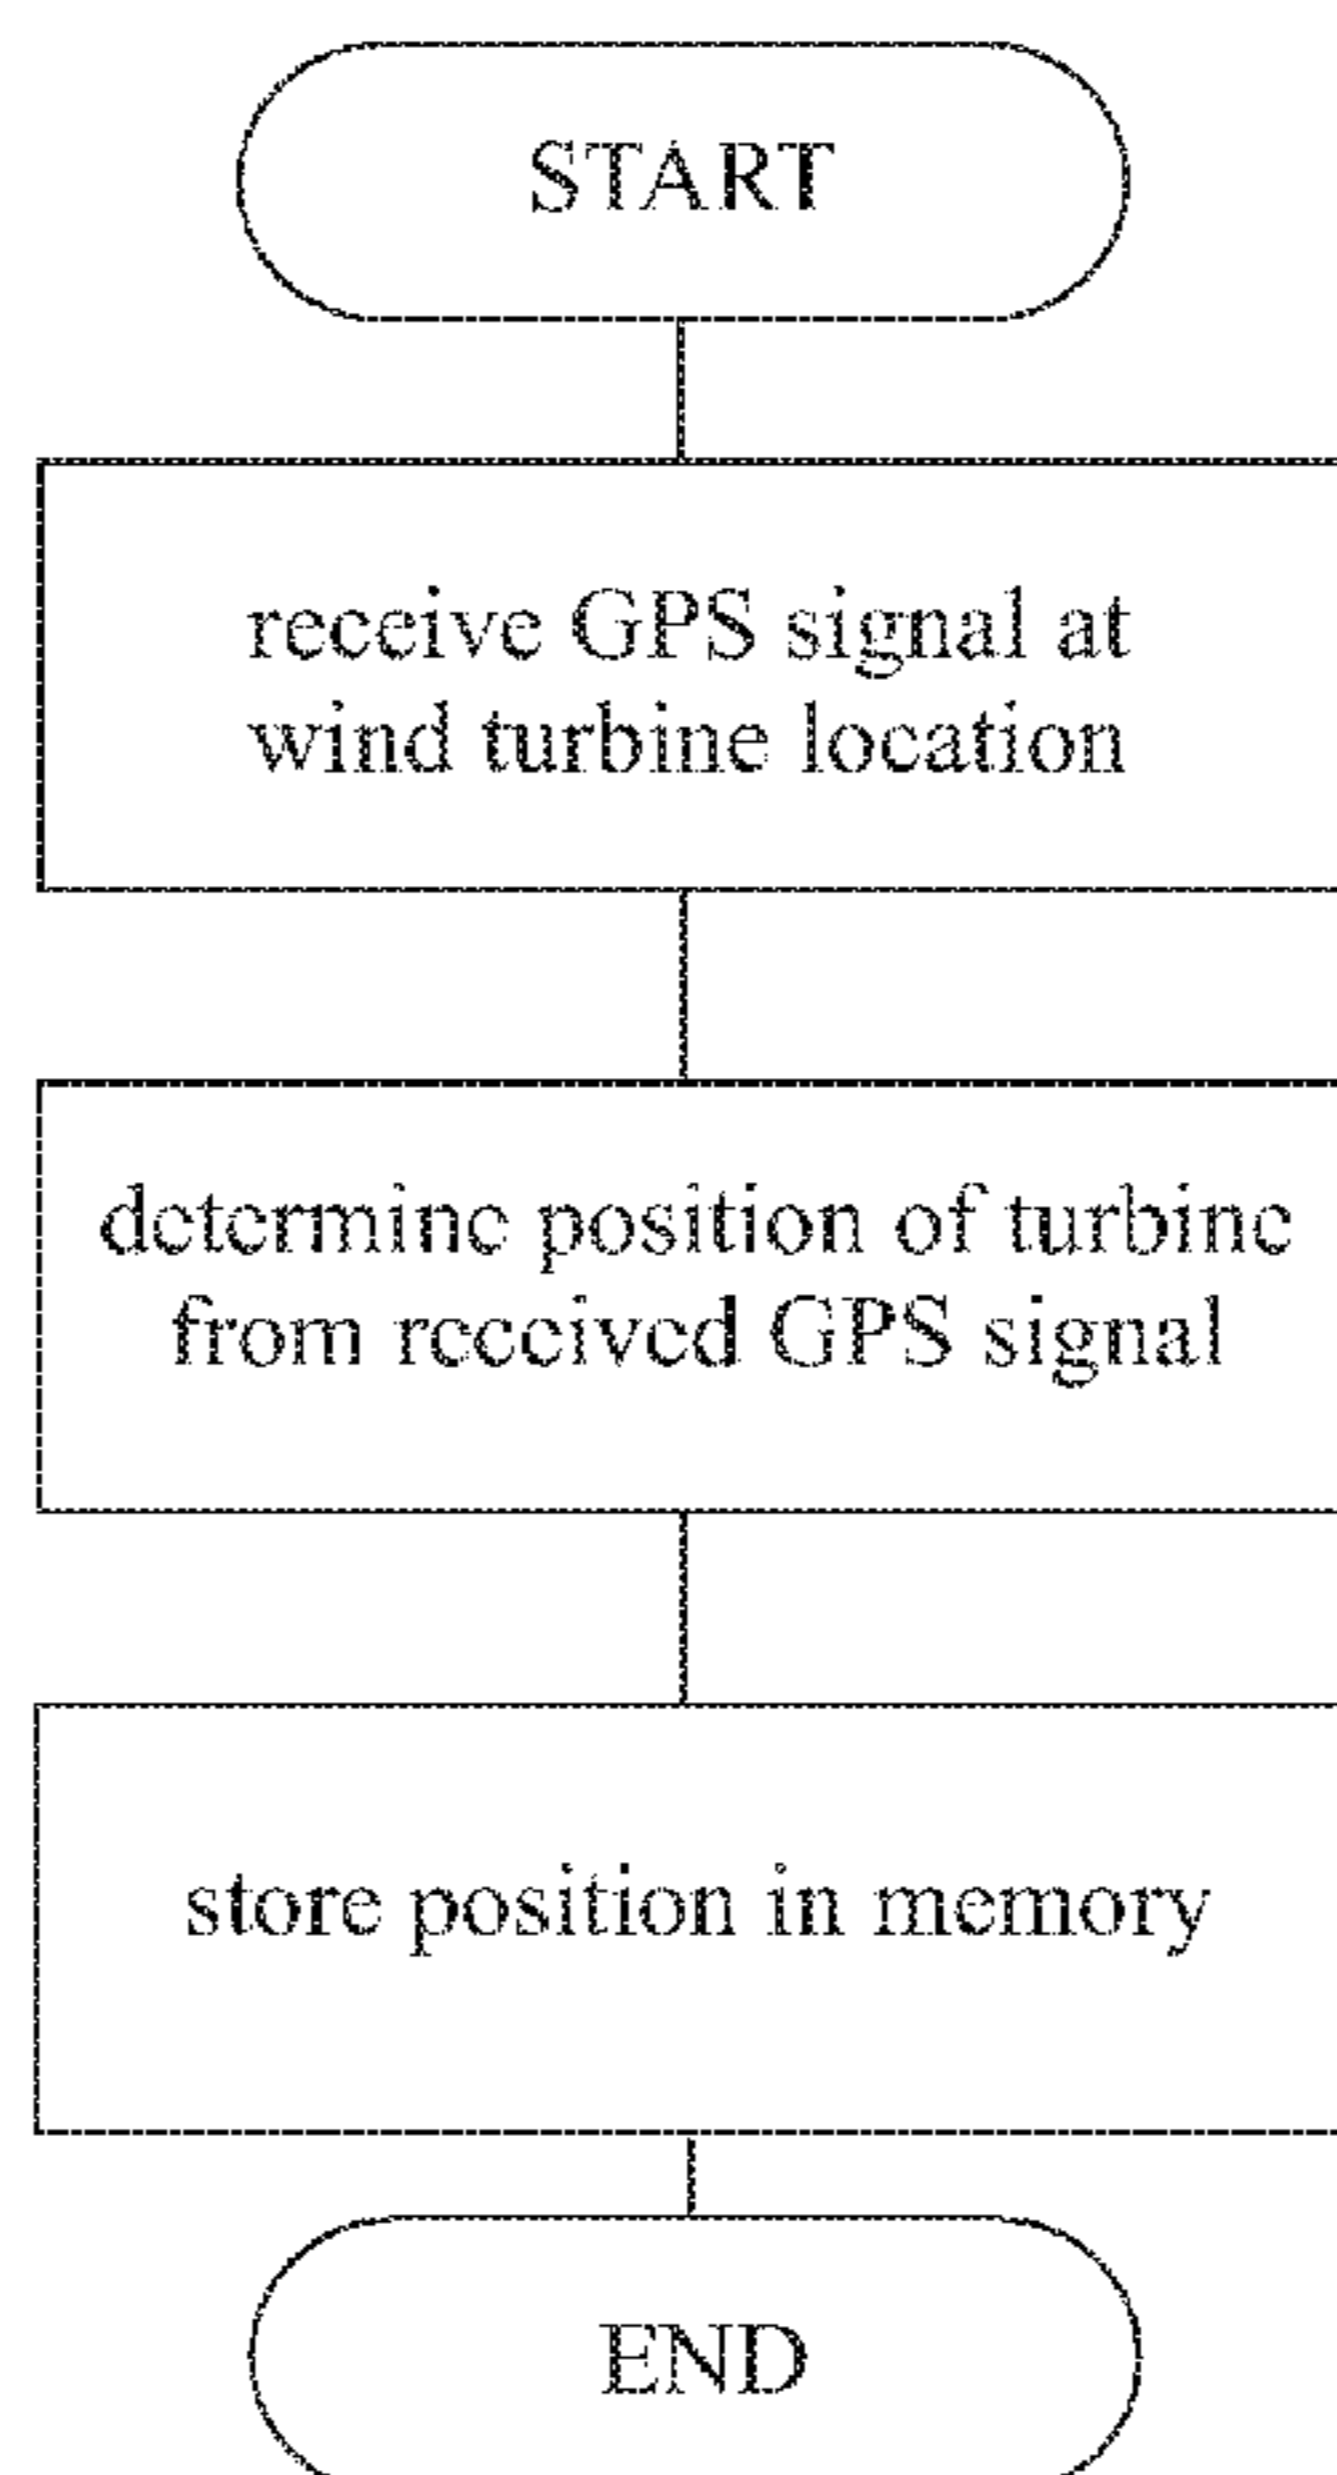 START
receive GPS signal at
wind turbine location
determine position of turbine
from received GPS signal
store position in memory
END